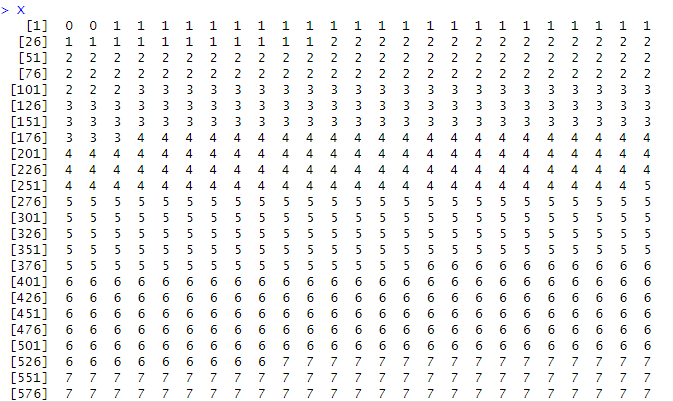 > X
[1] 0 0 1 1 1 1 1 1 1 1 1 1 1 1 1 1 1 1 1 1 1 1 1 1 1
[26] 1 1 1 1 1 1 1 1 1 1 1 2 2 2 2 2 2 2 2 2 2 2 2 2 2
[51] 2 2 2 2 2 2 2 2 2 2 2 2 2 2 2 2 2 2 2 2 2 2 2 2 2
[76] 2 2 2 2 2 2 2 2 2 2 2 2 2 2 2 2 2 2 2 2 2 2 2 2 2
[101] 2 2 2 3 3 3 3 3 3 3 3 3 3 3 3 3 3 3 3 3 3 3 3 3 3
[126] 3 3 3 3 3 3 3 3 3 3 3 3 3 3 3 3 3 3 3 3 3 3 3 3 3
[151] 3 3 3 3 3 3 3 3 3 3 3 3 3 3 3 3 3 3 3 3 3 3 3 3 3
[176] 3 3 3 4 4 4 4 4 4 4 4 4 4 4 4 4 4 4 4 4 4 4 4 4 4
[201] 4 4 4 4 4 4 4 4 4 4 4 4 4 4 4 4 4 4 4 4 4 4 4 4 4
[226] 4 4 4 4 4 4 4 4 4 4 4 4 4 4 4 4 4 4 4 4 4 4 4 4 4
[251] 4 4 4 4 4 4 4 4 4 4 4 4 4 4 4 4 4 4 4 4 4 4 4 4 5
[276] 5 5 5 5 5 5 5 5 5 5 5 5 5 5 5 5 5 5 5 5 5 5 5 5 5
[301] 5 5 5 5 5 5 5 5 5 5 5 5 5 5 5 5 5 5 5 5 5 5 5 5 5
[326] 5 5 5 5 5 5 5 5 5 5 5 5 5 5 5 5 5 5 5 5 5 5 5 5 5
[351] 5 5 5 5 5 5 5 5 5 5 5 5 5 5 5 5 5 5 5 5 5 5 5 5 5
[376] 5 5 5 5 5 5 5 5 5 5 5 5 5 5 5 6 6 6 6 6 6 6 6 6 6
[401] 6 6 6 6 6 6 6 6 6 6 6 6 6 6 6 6 6 6 6 6 6 6 6 6 6
[426] 6 6 6 6 6 6 6 6 6 6 6 6 6 6 6 6 6 6 6 6 6 6 6 6 6
[451] 6 6 6 6 6 6 6 6 6 6 6 6 6 6 6 6 6 6 6 6 6 6 6 6 6
[476] 6 6 6 6 6 6 6 6 6 6 6 6 6 6 6 6 6 6 6 6 6 6 6 6 6
[501] 6 6 6 6 6 6 6 6 6 6 6 6 6 6 6 6 6 6 6 6 6 6 6 6 6
[526] 6 6 6 6 6 6 6 6 6 7 7 7 7 7 7 7 7 7 7 7 7 7 7 7 7
[551] 7 7 7 7 7 7 7 7 7 7 7 7 7 7 7 7 7 7 7 7 7 7 7 7 7
[576] 7 7 7 7 7 7 7 7 7 7 7 7 7 7 7 7 7 7 7 7 7 7 7 7 7